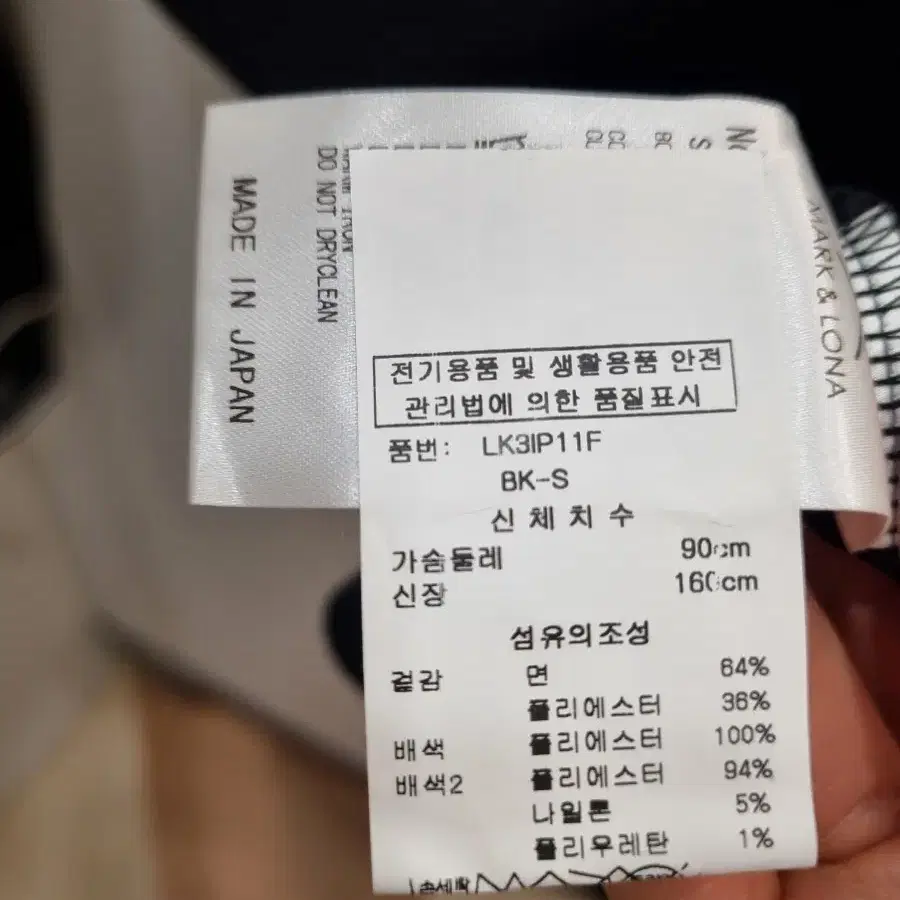 MADE IN JAPAN
DO NOT DRYCLEAN
MARK & LONA
전기용품 및 생활용품 안전
관리법에 의한 품질표시
품번: LK3IP11F
BK-S
신체치수
가슴둘레 90cm
신장 160cm
섬유의조성
겉감 면 64%
폴리에스터 36%
배색 폴리에스터 100%
배색2 폴리에스터 94%
나일론 5%
폴리우레탄 1%
손세탁